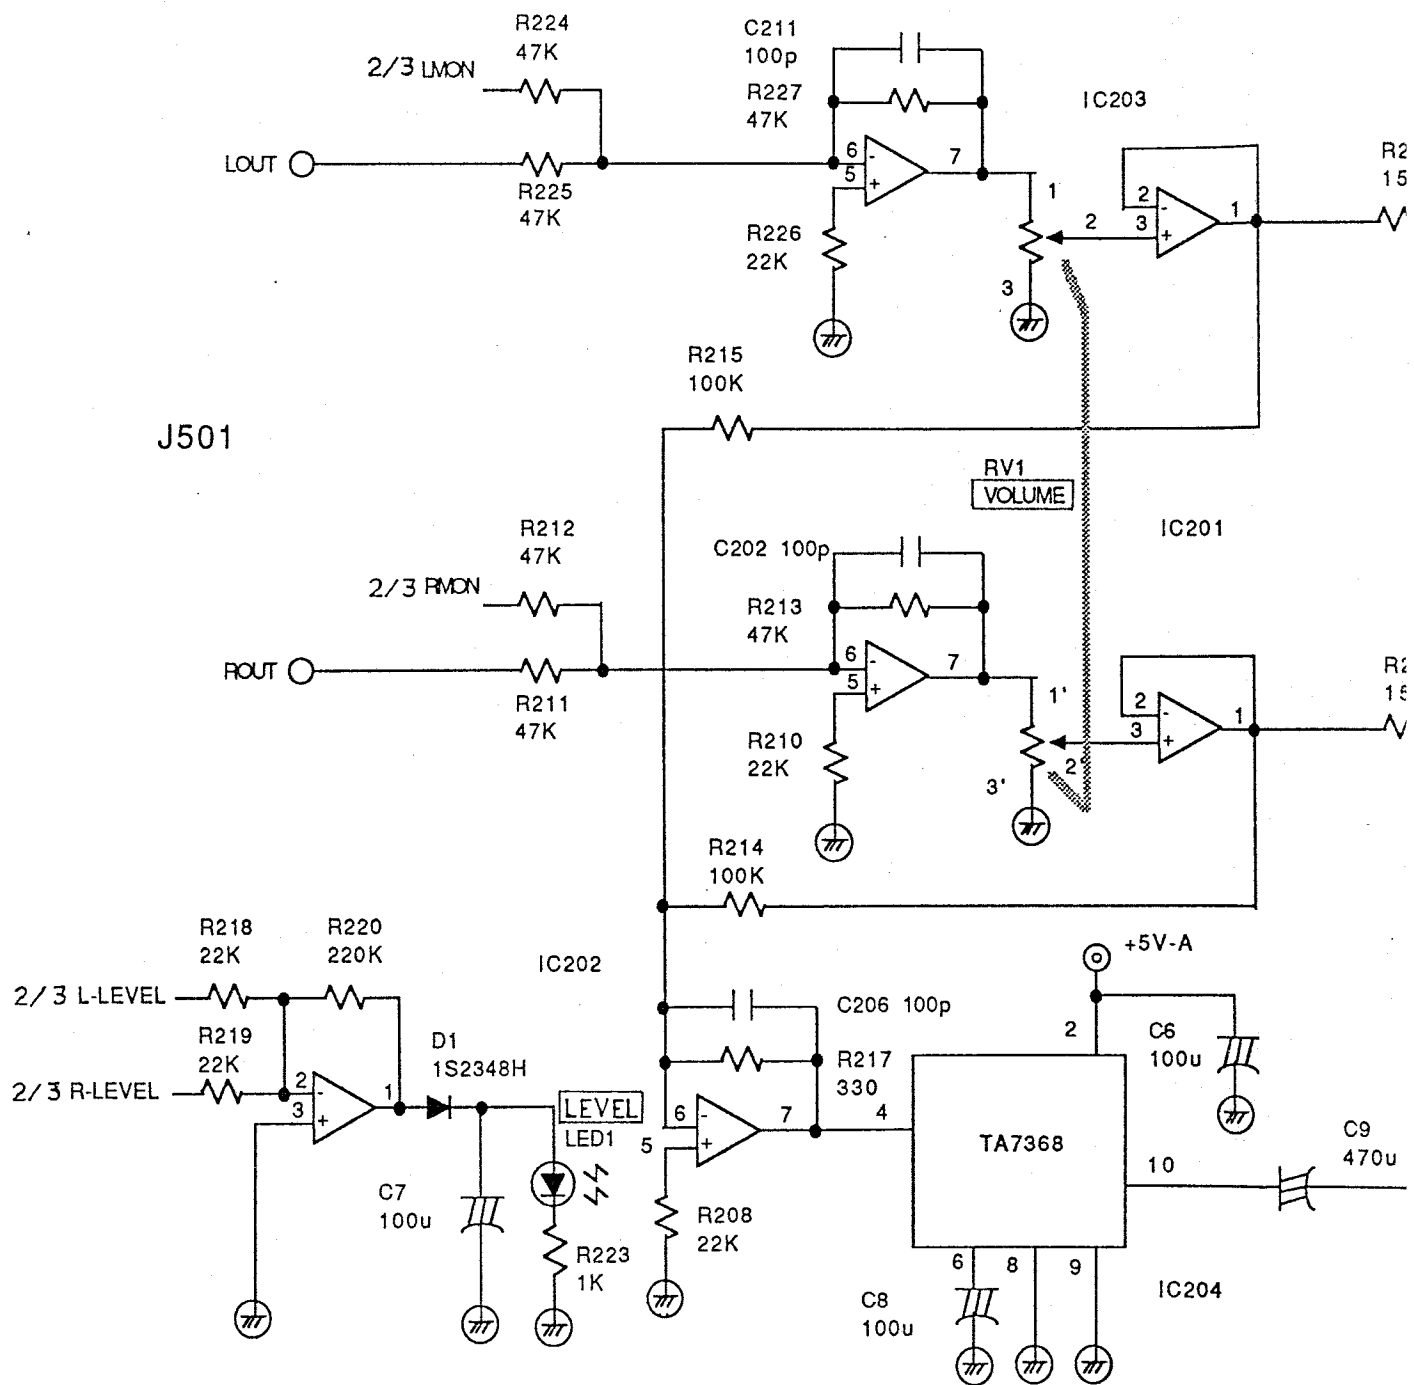 R224
47K
C211
100p
2/3 LMON
R227
47K
IC203
LOUT
R225
47K
6
-
5
+
7
1
2
3
R226
22K
2
-
3
+
1
R2
15
R215
100K
J501
RV1
VOLUME
IC201
R212
47K
C202 100p
2/3 RMON
R213
47K
ROUT
R211
47K
6
-
5
+
7
1'
2'
3'
R210
22K
2
-
3
+
1
R2
15
R214
100K
R218
22K
R220
220K
IC202
+5V-A
2/3 L-LEVEL
R219
22K
2/3 R-LEVEL
2
-
3
+
1
D1
1S2348H
C206 100p
R217
330
2
C6
100u
LEVEL
LED1
6
-
5
+
7
4
TA7368
10
C9
470u
C7
100u
R223
1K
R208
22K
6
8
9
C8
100u
IC204